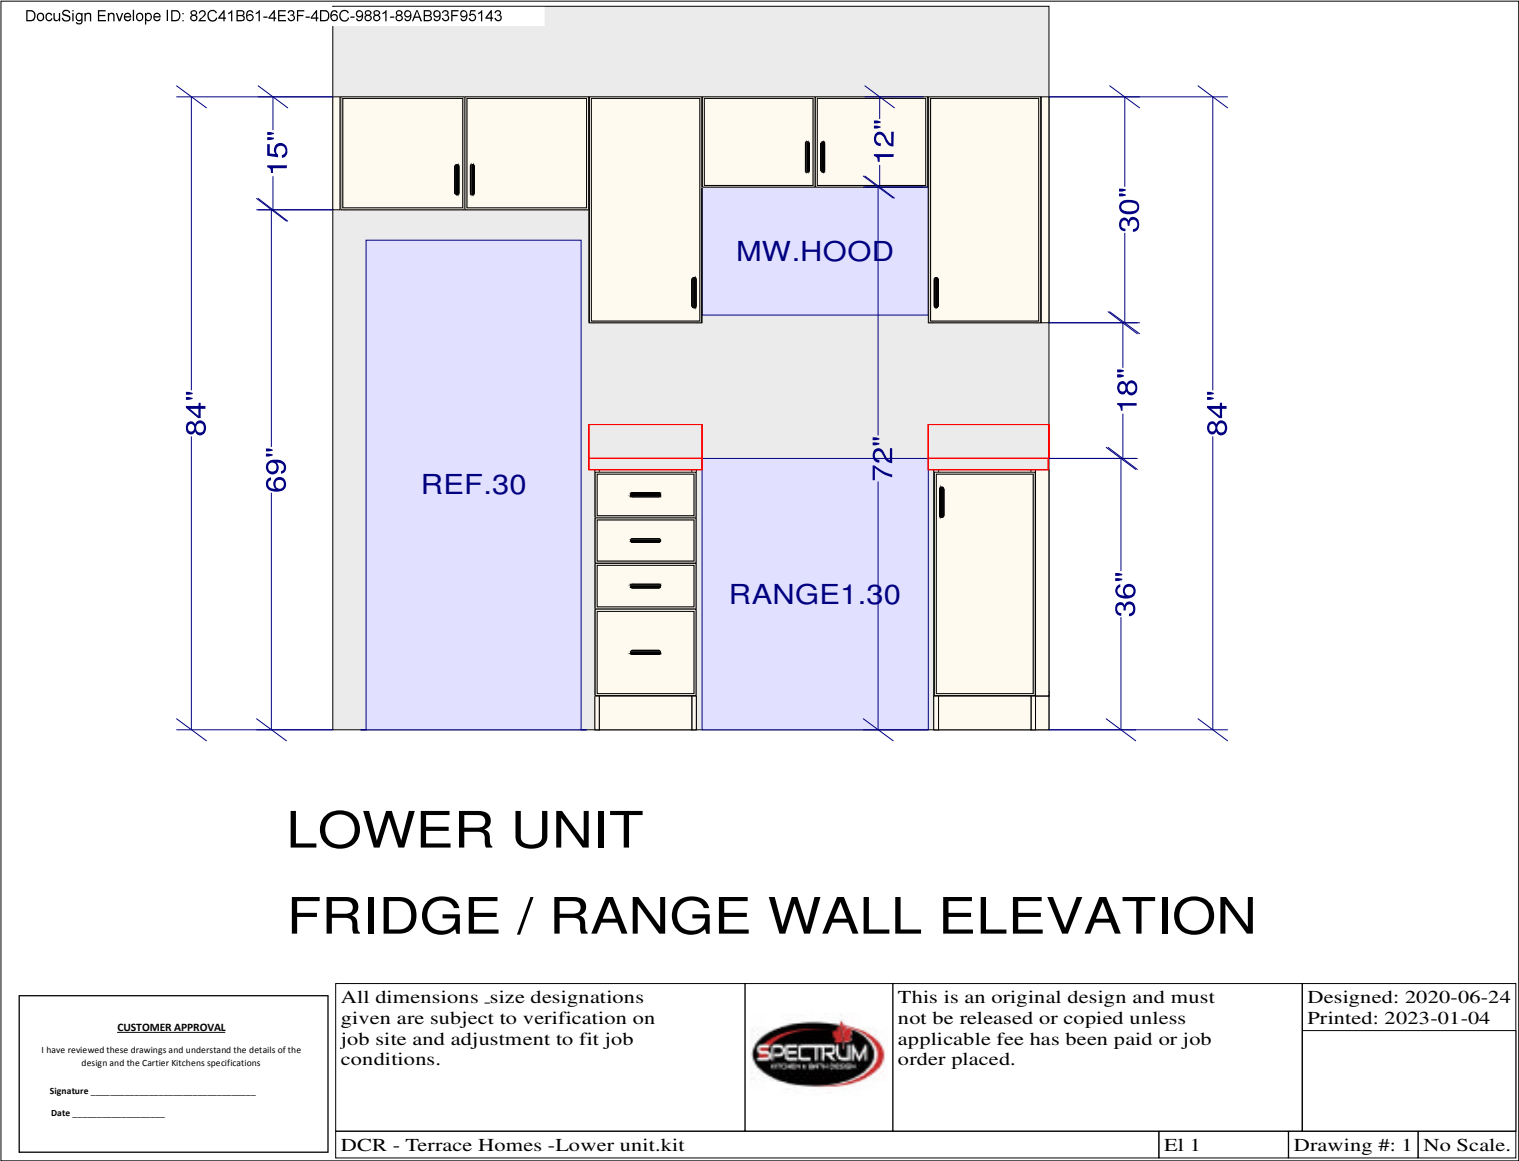 DocuSign Envelope ID: 82C41B61-4E3F-4D6C-9881-89AB93F95143
15"
12"
30"
MW.HOOD
84"
69"
18"
84"
72"
REF.30
RANGE1.30
36"
LOWER UNIT
FRIDGE / RANGE WALL ELEVATION
CUSTOMER APPROVAL
I have reviewed these drawings and understand the details of the
design and the Cartier Kitchens specifications
Signature
Date
All dimensions _size designations
given are subject to verification on
job site and adjustment to fit job
conditions.
SPECTRUM
KITCHEN & BATH DESIGN
This is an original design and must
not be released or copied unless
applicable fee has been paid or job
order placed.
Designed: 2020-06-24
Printed: 2023-01-04
DCR - Terrace Homes -Lower unit.kit
El 1
Drawing #: 1
No Scale.